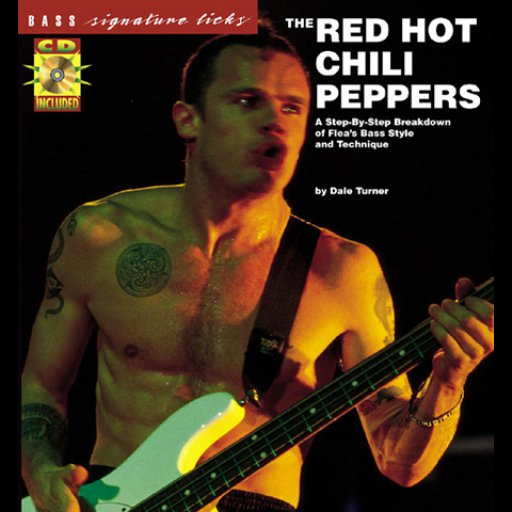 BASS signature licks
CD
INCLUDED
THE RED HOT
CHILI
PEPPERS
A Step-By-Step Breakdown
of Flea's Bass Style
and Technique
by Dale Turner